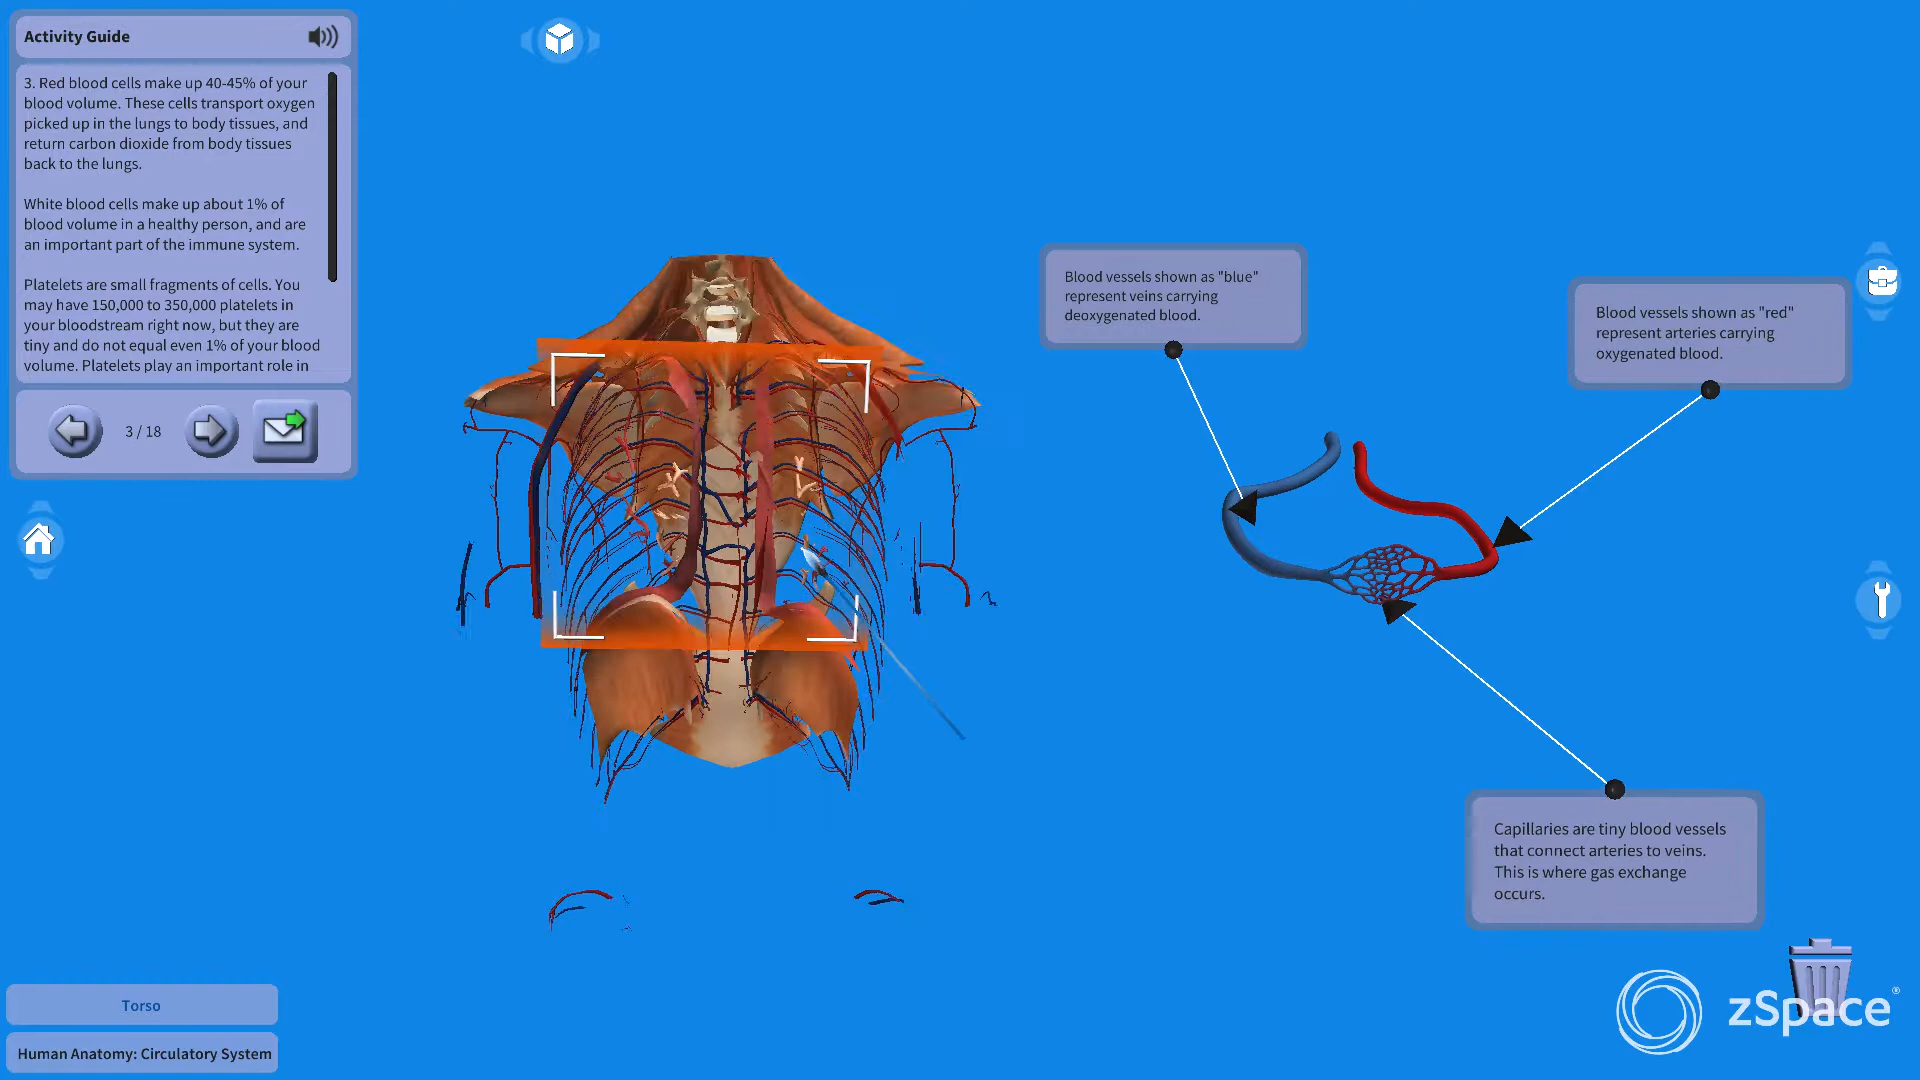 Activity Guide
3. Red blood cells make up 40-45% of your
blood volume. These cells transport oxygen
picked up in the lungs to body tissues, and
return carbon dioxide from body tissues
back to the lungs.
White blood cells make up about 1% of
blood volume in a healthy person, and are
an important part of the immune system.
Platelets are small fragments of cells. You
may have 150,000 to 350,000 platelets in
your bloodstream right now, but they are
tiny and do not equal even 1% of your blood
volume. Platelets play an important role in
3 / 18
Blood vessels shown as "blue"
represent veins carrying
deoxygenated blood.
Blood vessels shown as "red"
represent arteries carrying
oxygenated blood.
Capillaries are tiny blood vessels
that connect arteries to veins.
This is where gas exchange
occurs.
Torso
Human Anatomy: Circulatory System
zSpace®